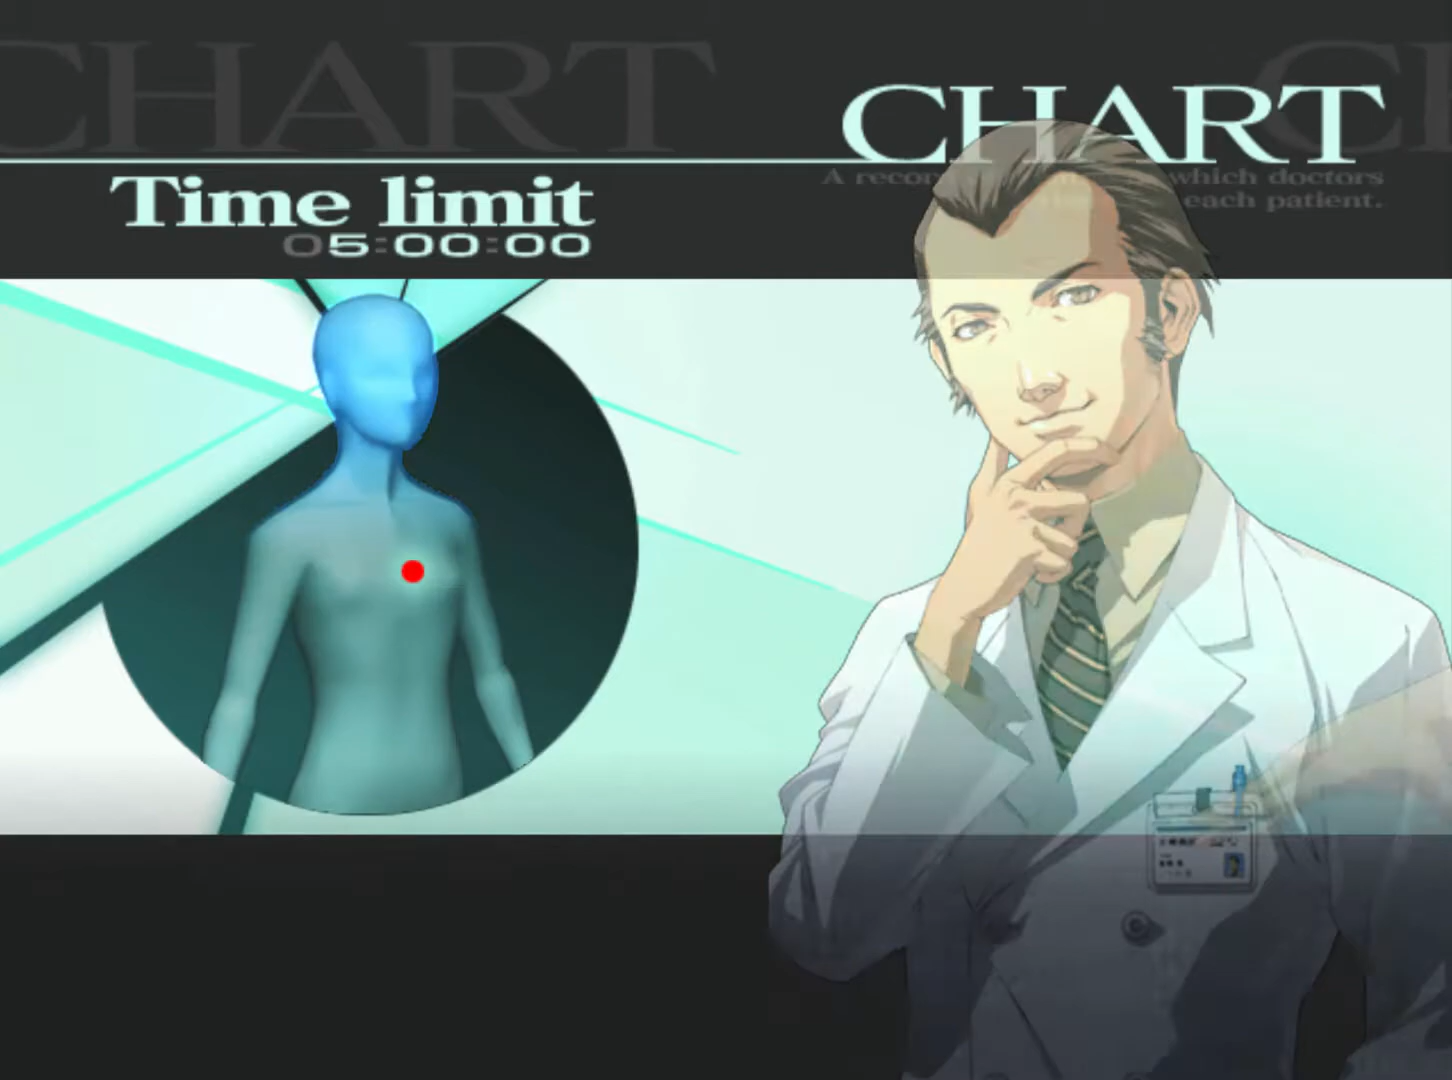 CHART
CHART
Time limit
05:00:00
A recor which doctors
each patient.